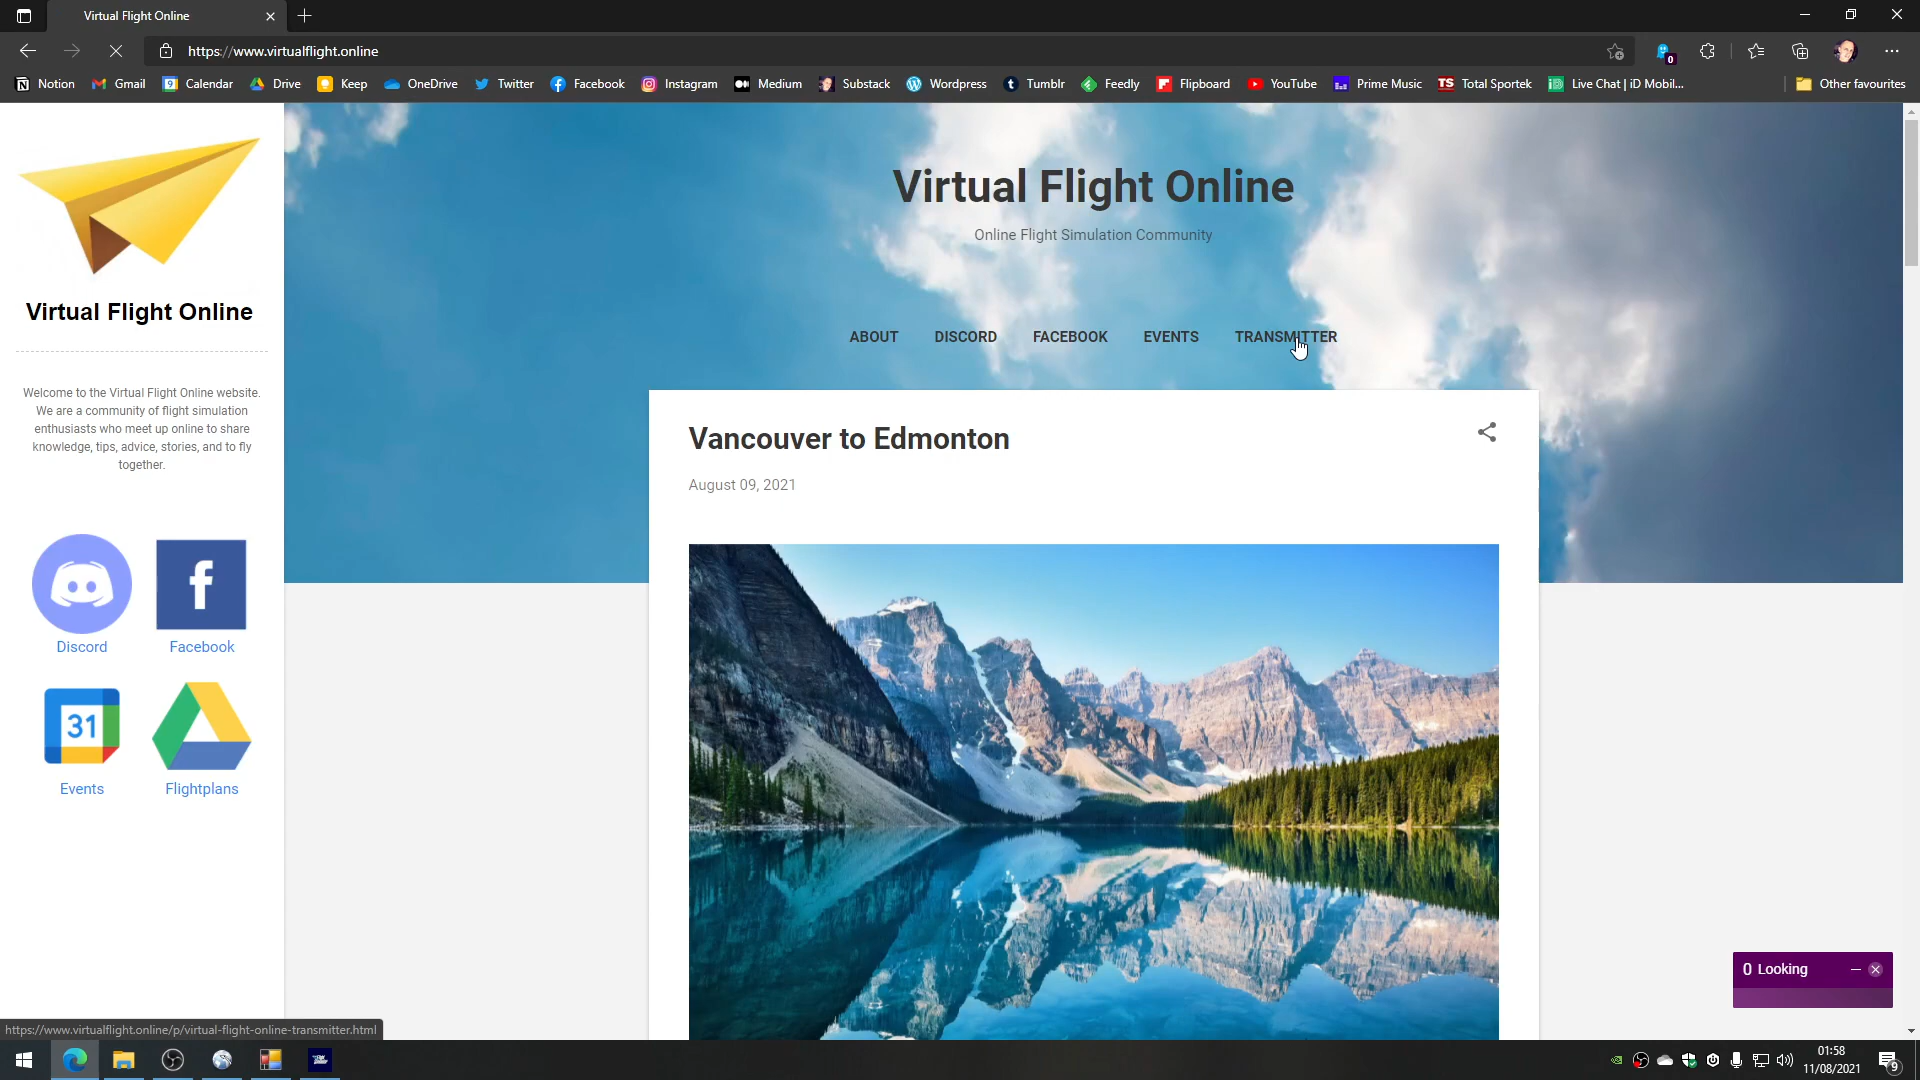 Virtual Flight Online
https://www.virtualflight.online
0
Notion
Gmail
9
Calendar
Drive
Keep
OneDrive
Twitter
Facebook
Instagram
Medium
Substack
Wordpress
t
Tumblr
Feedly
Flipboard
YouTube
Prime Music
TS
Total Sportek
iD
Live Chat | iD Mobil...
Other favourites
Virtual Flight Online
Welcome to the Virtual Flight Online website.
We are a community of flight simulation
enthusiasts who meet up online to share
knowledge, tips, advice, stories, and to fly
together.
Discord
f
Facebook
31
Events
Flightplans
Virtual Flight Online
Online Flight Simulation Community
ABOUT
DISCORD
FACEBOOK
EVENTS
TRANSMITTER
Vancouver to Edmonton
August 09, 2021
0 Looking
https://www.virtualflight.online/p/virtual-flight-online-transmitter.html
01:58
11/08/2021
9